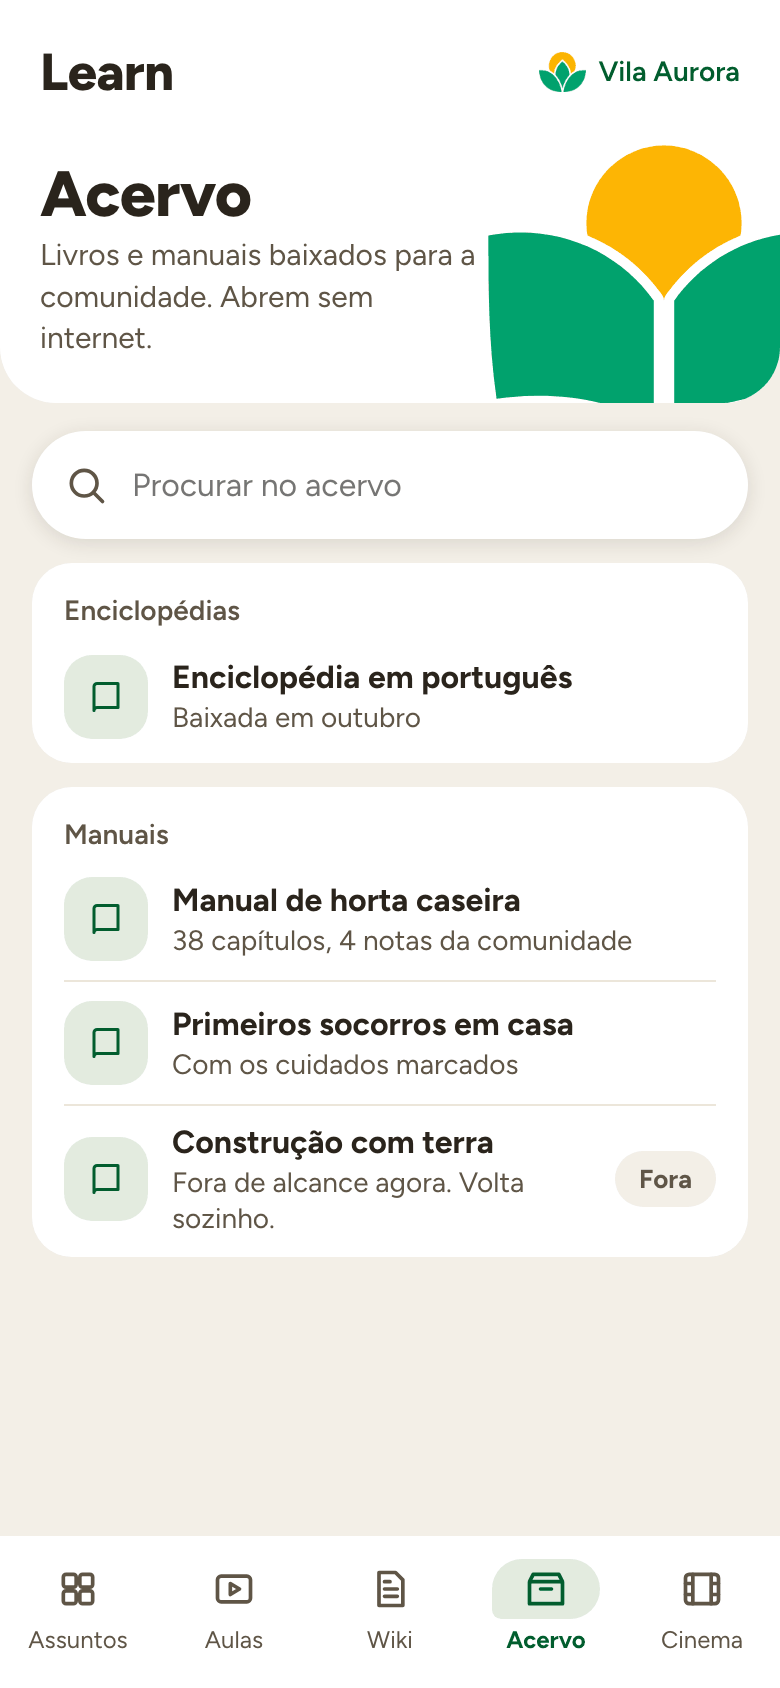 Learn
Vila Aurora
Acervo
Livros e manuais baixados para a
comunidade. Abrem sem
internet.
Procurar no acervo
Enciclopédias
Enciclopédia em português
Baixada em outubro
Manuais
Manual de horta caseira
38 capítulos, 4 notas da comunidade
Primeiros socorros em casa
Com os cuidados marcados
Construção com terra
Fora de alcance agora. Volta
sozinho.
Fora
Assuntos
Aulas
Wiki
Acervo
Cinema